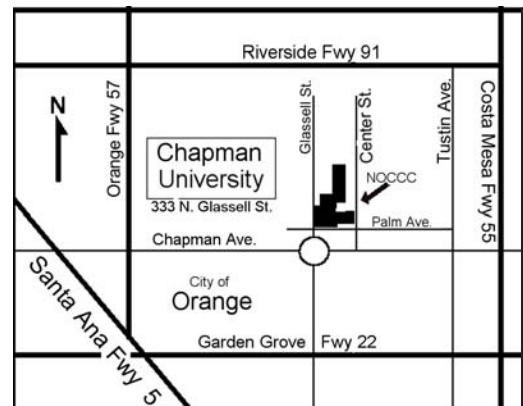 Riverside Fwy 91
N
Orange Fwy 57
Chapman
University
333 N. Glassell St.
Glassell St.
Center St.
Tustin Ave.
Costa Mesa Fwy 55
NOCCC
Palm Ave.
Chapman Ave.
City of
Orange
Santa Ana Fwy 5
Garden Grove Fwy 22